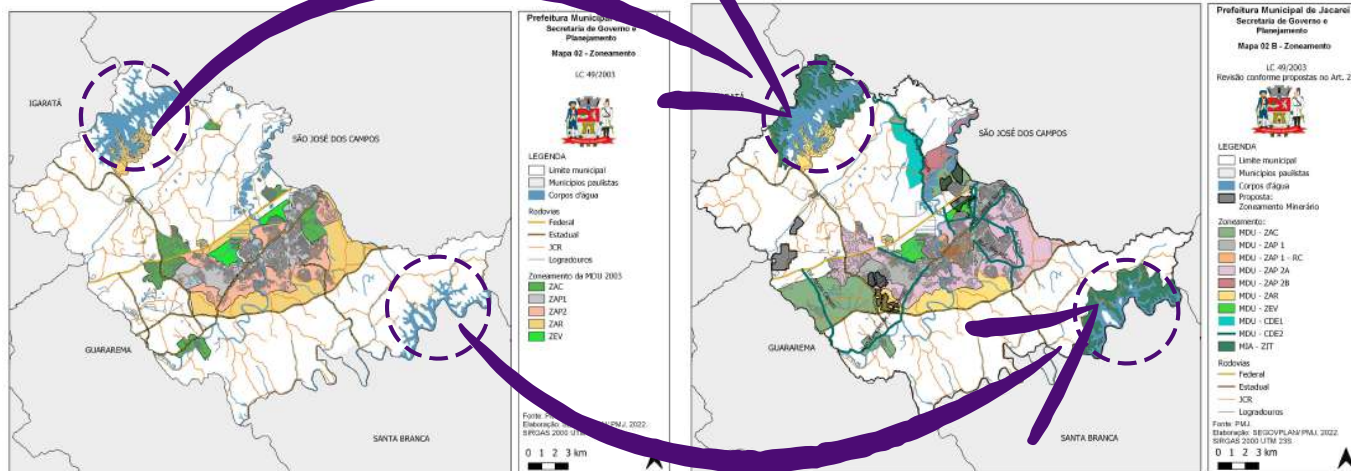 IGARATÁ
SÃO JOSÉ DOS CAMPOS
GUARAREMA
SANTA BRANCA
Prefeitura Municipal
Secretaria de Governo e
Planejamento
Mapa 02 - Zoneamento
LC 49/2003
LEGENDA
Limite municipal
Municípios paulistas
Corpos d'água
Rodovias
Federal
Estadual
JCR
Logradouros
Zoneamento da MDU 2003
ZAC
ZAP1
ZAP2
ZAR
ZEV
Fonte:
Elaboração: PMJ, 2022.
SIRGAS 2000 UTM
0 1 2 3 km
SÃO JOSÉ DOS CAMPOS
GUARAREMA
SANTA BRANCA
Prefeitura Municipal de Jacareí
Secretaria de Governo e
Planejamento
Mapa 02 B - Zoneamento
LC 49/2003
Revisão conforme propostas no Art. 2
LEGENDA
Limite municipal
Municípios paulistas
Corpos d'água
Proposta:
Zoneamento Minerário
Zoneamento:
MDU - ZAC
MDU - ZAP 1
MDU - ZAP 1 - RC
MDU - ZAP 2A
MDU - ZAP 2B
MDU - ZAR
MDU - ZEV
MDU - CDE1
MDU - CDE2
MIA - ZIT
Rodovias
Federal
Estadual
JCR
Logradouros
Fonte: PMJ
Elaboração: SEGOVPLAN/PMJ, 2022.
SIRGAS 2000 UTM 23S
0 1 2 3 km